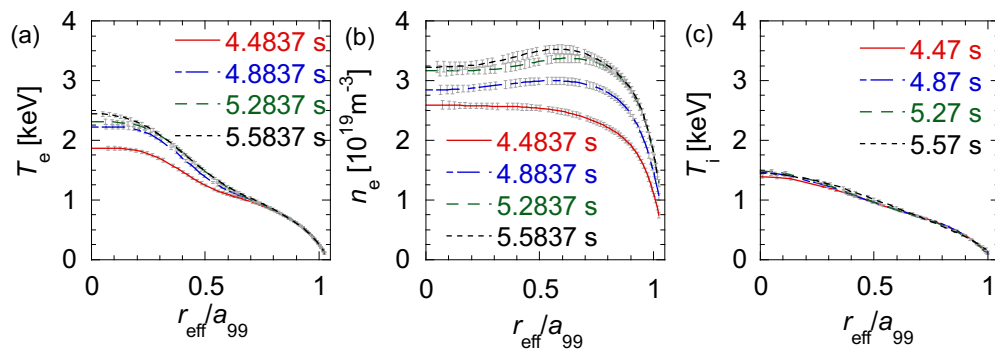 (a)
4
3
2
1
0
T_e [keV]
4.4837 s
4.8837 s
5.2837 s
5.5837 s
0
0.5
1
r_eff/a_99
(b)
4
3
2
1
0
n_e [10^19 m^-3]
4.4837 s
4.8837 s
5.2837 s
5.5837 s
0
0.5
1
r_eff/a_99
(c)
4
3
2
1
0
T_i [keV]
4.47 s
4.87 s
5.27 s
5.57 s
0
0.5
1
r_eff/a_99